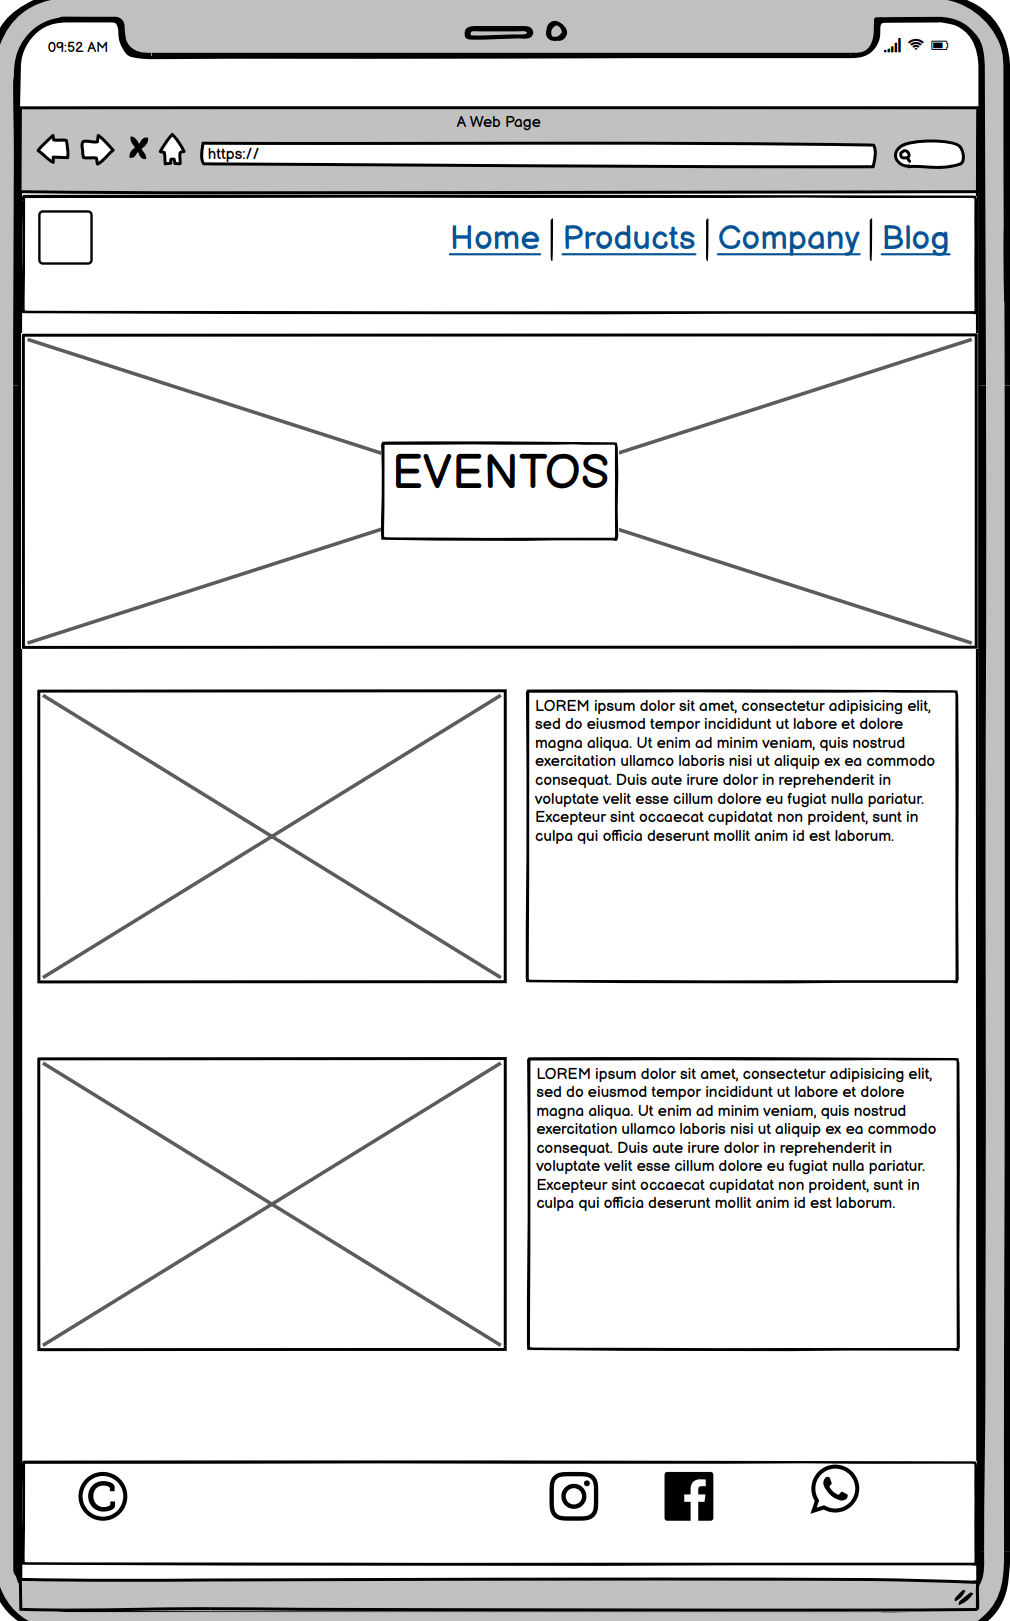 09:52 AM
A Web Page
https://
Home Products Company Blog
EVENTOS
LOREM ipsum dolor sit amet, consectetur adipisicing elit,
sed do eiusmod tempor incididunt ut labore et dolore
magna aliqua. Ut enim ad minim veniam, quis nostrud
exercitation ullamco laboris nisi ut aliquip ex ea commodo
consequat. Duis aute irure dolor in reprehenderit in
voluptate velit esse cillum dolore eu fugiat nulla pariatur.
Excepteur sint occaecat cupidatat non proident, sunt in
culpa qui officia deserunt mollit anim id est laborum.
LOREM ipsum dolor sit amet, consectetur adipisicing elit,
sed do eiusmod tempor incididunt ut labore et dolore
magna aliqua. Ut enim ad minim veniam, quis nostrud
exercitation ullamco laboris nisi ut aliquip ex ea commodo
consequat. Duis aute irure dolor in reprehenderit in
voluptate velit esse cillum dolore eu fugiat nulla pariatur.
Excepteur sint occaecat cupidatat non proident, sunt in
culpa qui officia deserunt mollit anim id est laborum.
©